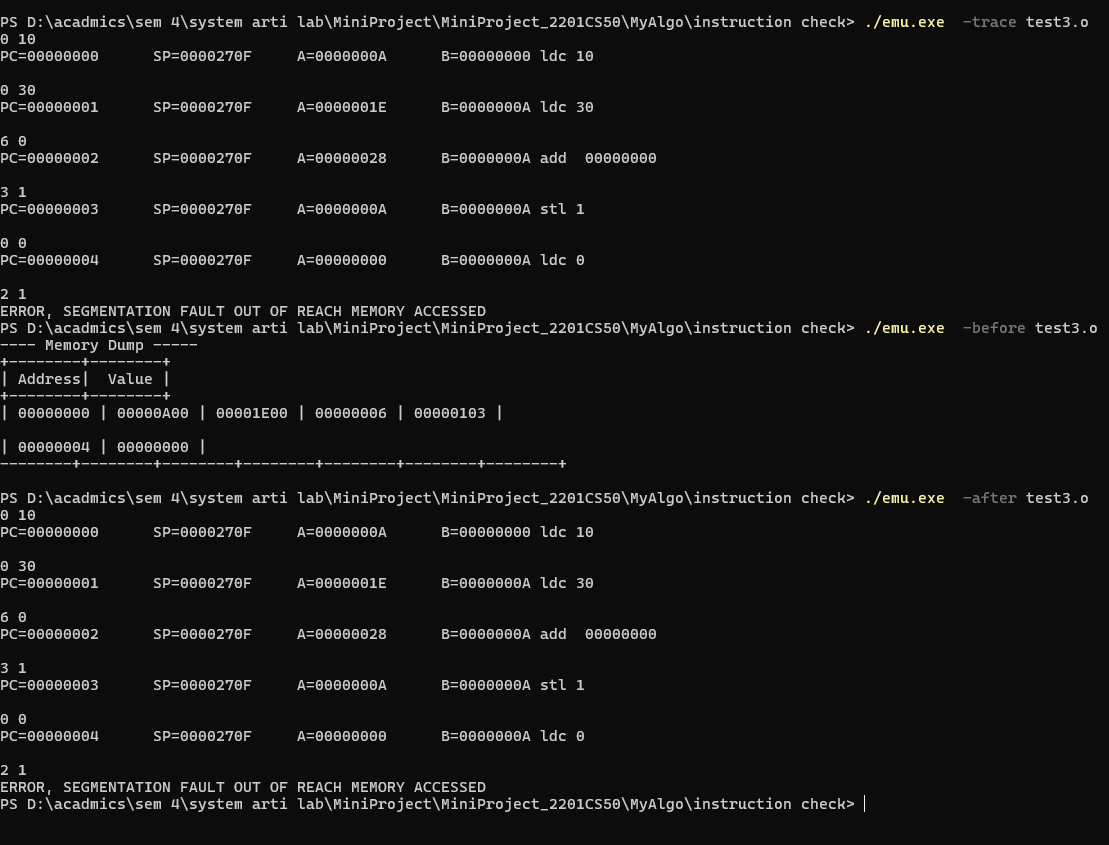 PS D:\acadmics\sem 4\system arti lab\MiniProject\MiniProject_2201CS50\MyAlgo\instruction check> ./emu.exe  -trace test3.o
0 10
PC=00000000      SP=0000270F     A=0000000A      B=00000000 ldc 10
0 30
PC=00000001      SP=0000270F     A=0000001E      B=0000000A ldc 30
6 0
PC=00000002      SP=0000270F     A=00000028      B=0000000A add  00000000
3 1
PC=00000003      SP=0000270F     A=0000000A      B=0000000A stl 1
0 0
PC=00000004      SP=0000270F     A=00000000      B=0000000A ldc 0
2 1
ERROR, SEGMENTATION FAULT OUT OF REACH MEMORY ACCESSED
PS D:\acadmics\sem 4\system arti lab\MiniProject\MiniProject_2201CS50\MyAlgo\instruction check> ./emu.exe  -before test3.o
---- Memory Dump -----
+--------+--------+
| Address|  Value |
+--------+--------+
| 00000000 | 00000A00 | 00001E00 | 00000006 | 00000103 |
| 00000004 | 00000000 |
--------+--------+--------+--------+--------+--------+--------+
PS D:\acadmics\sem 4\system arti lab\MiniProject\MiniProject_2201CS50\MyAlgo\instruction check> ./emu.exe  -after test3.o
0 10
PC=00000000      SP=0000270F     A=0000000A      B=00000000 ldc 10
0 30
PC=00000001      SP=0000270F     A=0000001E      B=0000000A ldc 30
6 0
PC=00000002      SP=0000270F     A=00000028      B=0000000A add  00000000
3 1
PC=00000003      SP=0000270F     A=0000000A      B=0000000A stl 1
0 0
PC=00000004      SP=0000270F     A=00000000      B=0000000A ldc 0
2 1
ERROR, SEGMENTATION FAULT OUT OF REACH MEMORY ACCESSED
PS D:\acadmics\sem 4\system arti lab\MiniProject\MiniProject_2201CS50\MyAlgo\instruction check>